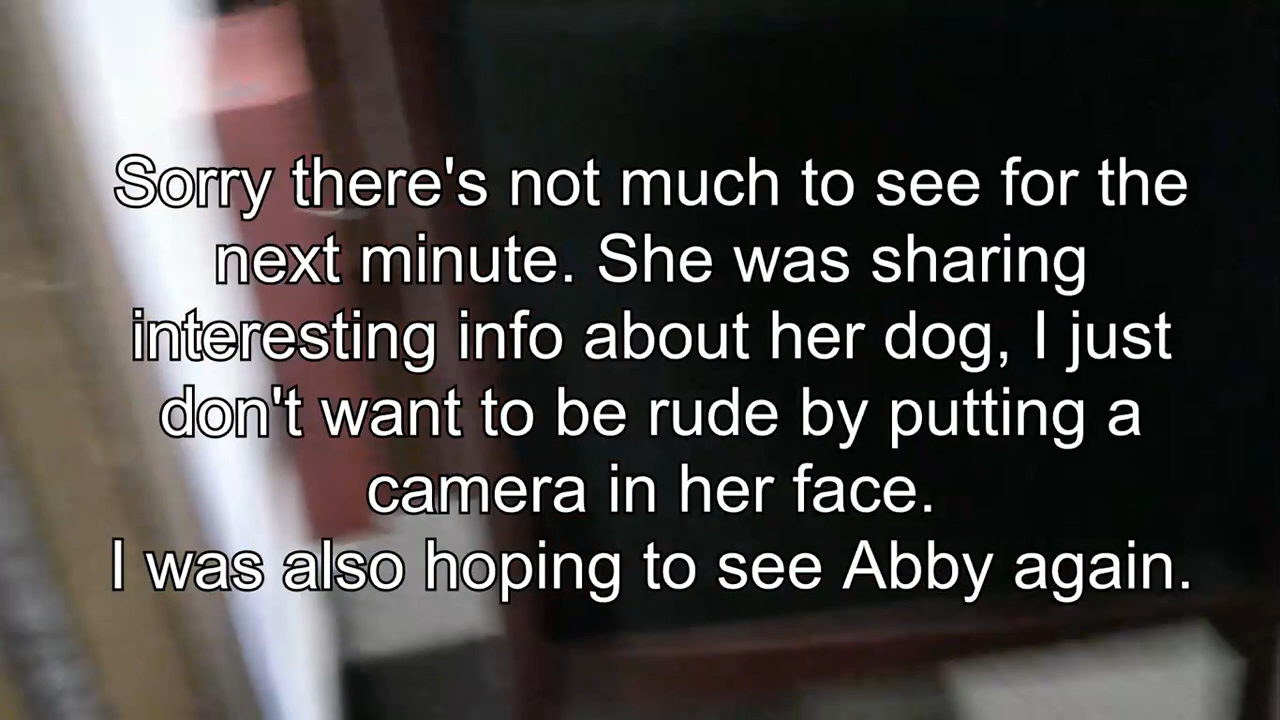 Sorry there's not much to see for the
next minute. She was sharing
interesting info about her dog, I just
don't want to be rude by putting a
camera in her face.
I was also hoping to see Abby again.